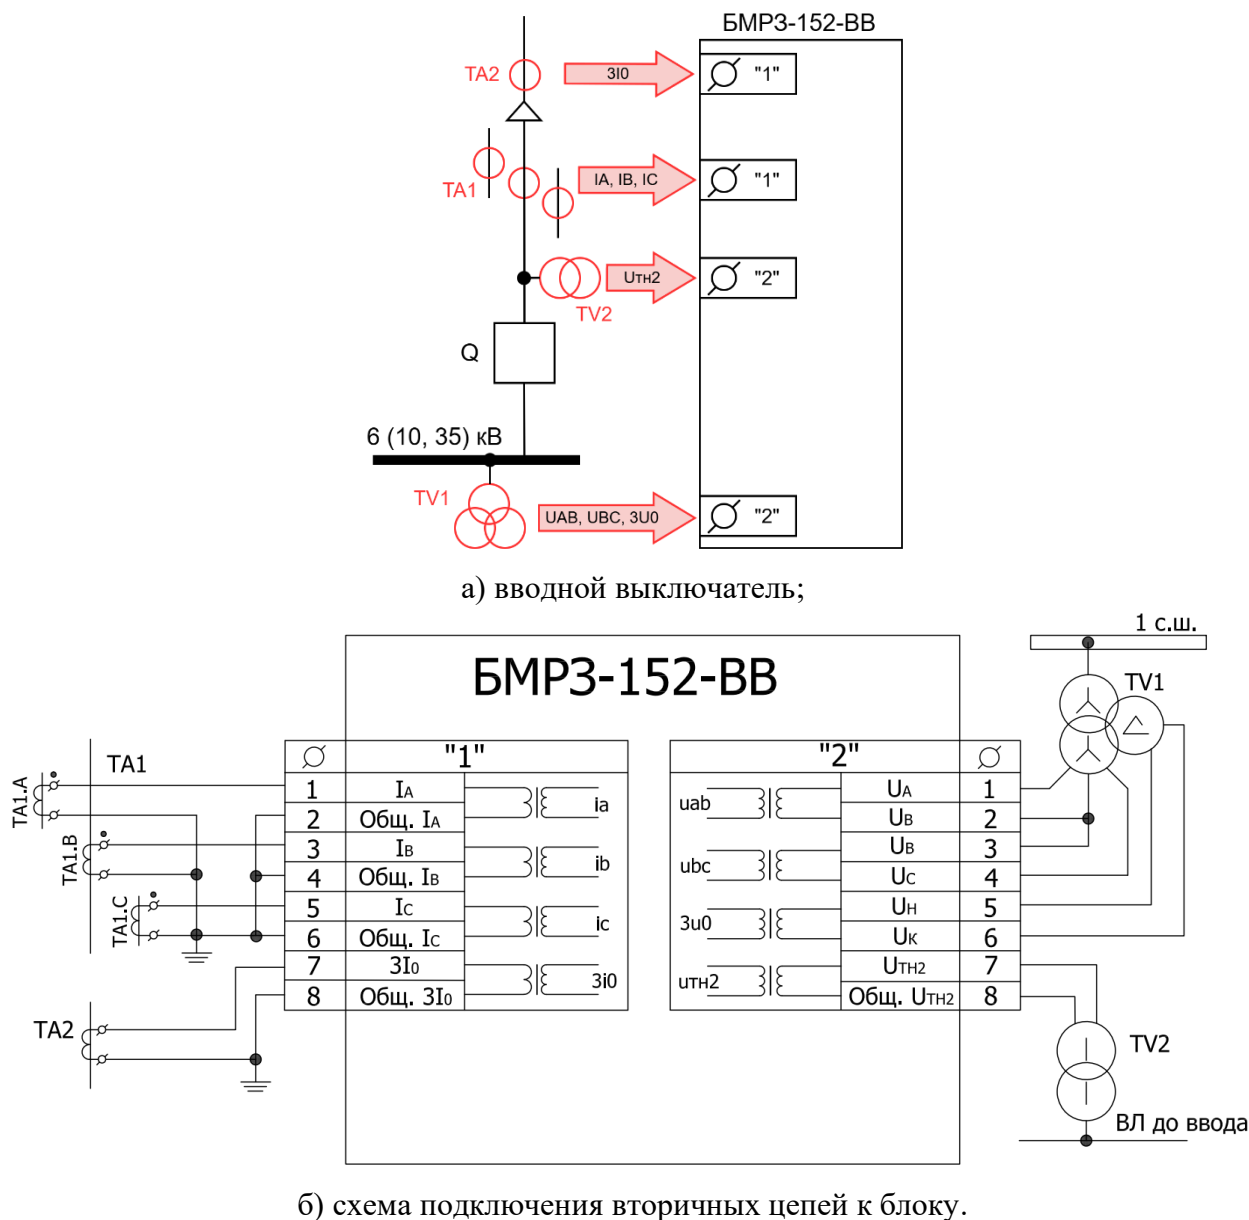 БМРЗ-152-ВВ
TA2
3I0
"1"
TA1
IA, IB, IC
"1"
Uтн2
"2"
TV2
Q
6 (10, 35) кВ
TV1
UAB, UBC, 3U0
"2"
а) вводной выключатель;
1 с.ш.
БМРЗ-152-ВВ
TV1
TA1
"1"
"2"
TA1.A
1 IA ia
2 Общ. IA
TA1.B
3 IB ib
4 Общ. IB
TA1.C
5 IC ic
6 Общ. IC
7 3I0 3i0
8 Общ. 3I0
TA2
uab UA 1
UB 2
ubc UB 3
UC 4
3u0 UН 5
UК 6
uтн2 UТН2 7
Общ. UТН2 8
TV2
ВЛ до ввода
б) схема подключения вторичных цепей к блоку.